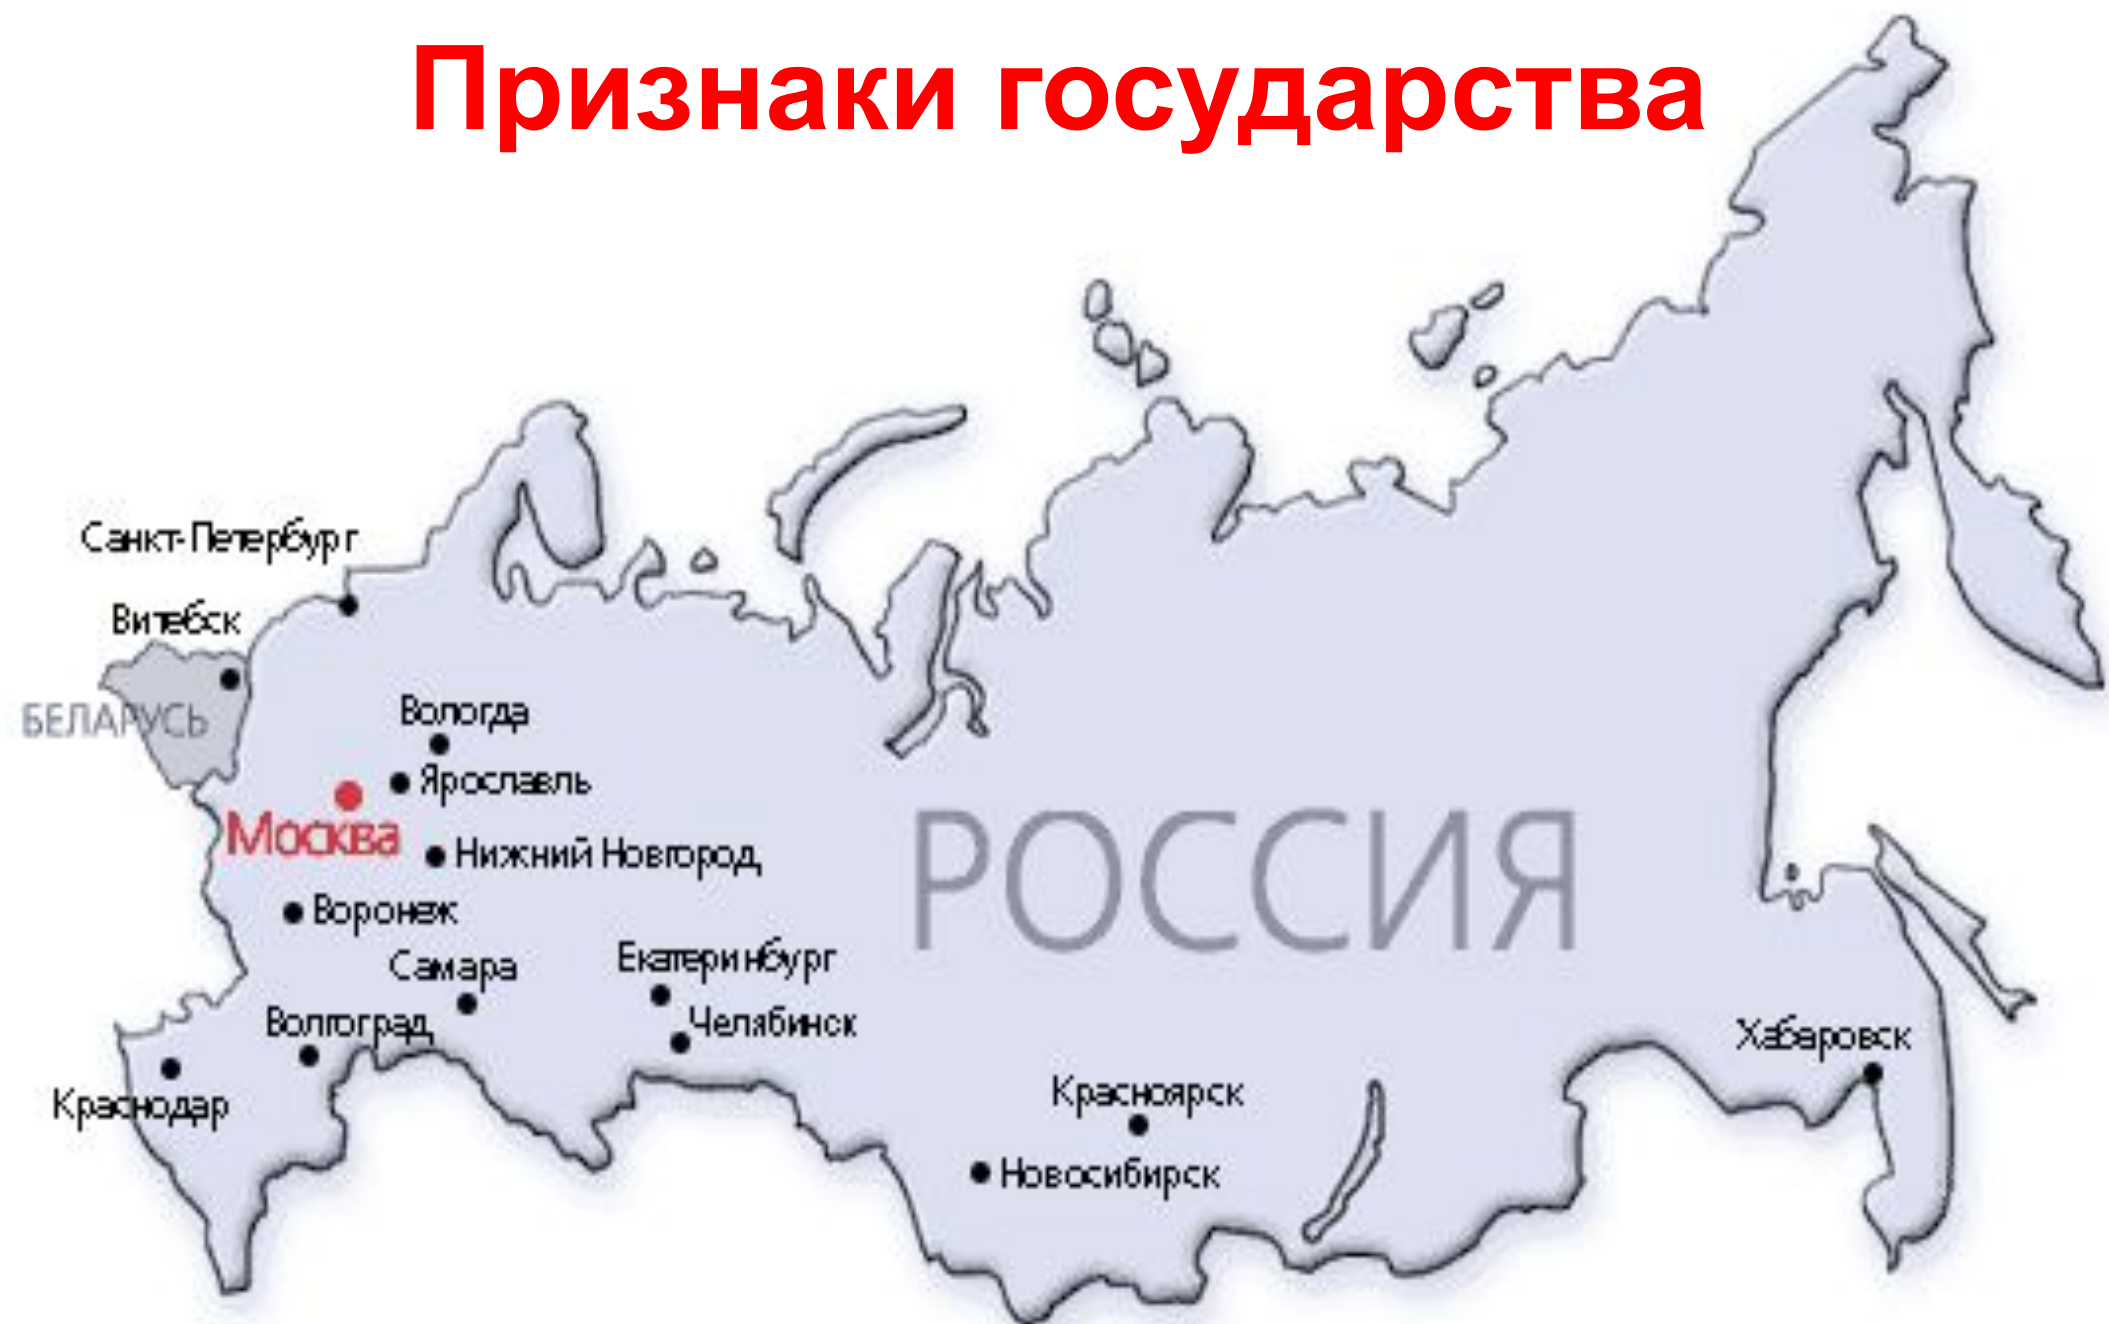 Признаки государства
Санкт-Петербург
Витебск
БЕЛАРУСЬ
Вологда
Ярославль
Москва
Нижний Новгород
РОССИЯ
Воронеж
Самара
Екатеринбург
Волгоград
Челябинск
Хабаровск
Краснодар
Красноярск
Новосибирск